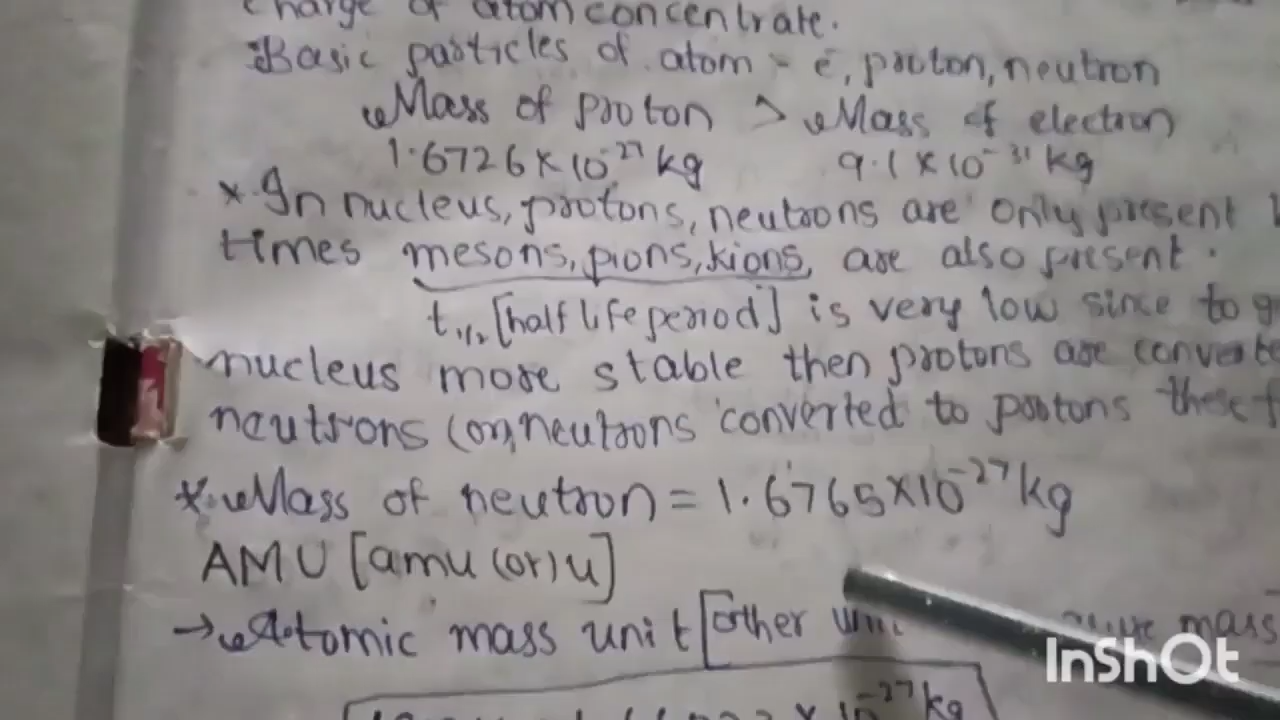 charge of atom concentrate.
Basic particles of atom - e̅, proton, neutron
Mass of proton > Mass of electron
1.6726 × 10⁻²⁷ kg 9.1 × 10⁻³¹ kg
* In nucleus, protons, neutrons are only present
times mesons, pions, kions, are also present.
t₁/₂ [half life period] is very low since to
nucleus more stable then protons are
neutrons (or) neutrons converted to protons these
* Mass of neutron = 1.6765×10⁻²⁷ kg
AMU [amu (or) u]
→ Atomic mass unit [Other mass
× 10⁻²⁷ kg
InShOt